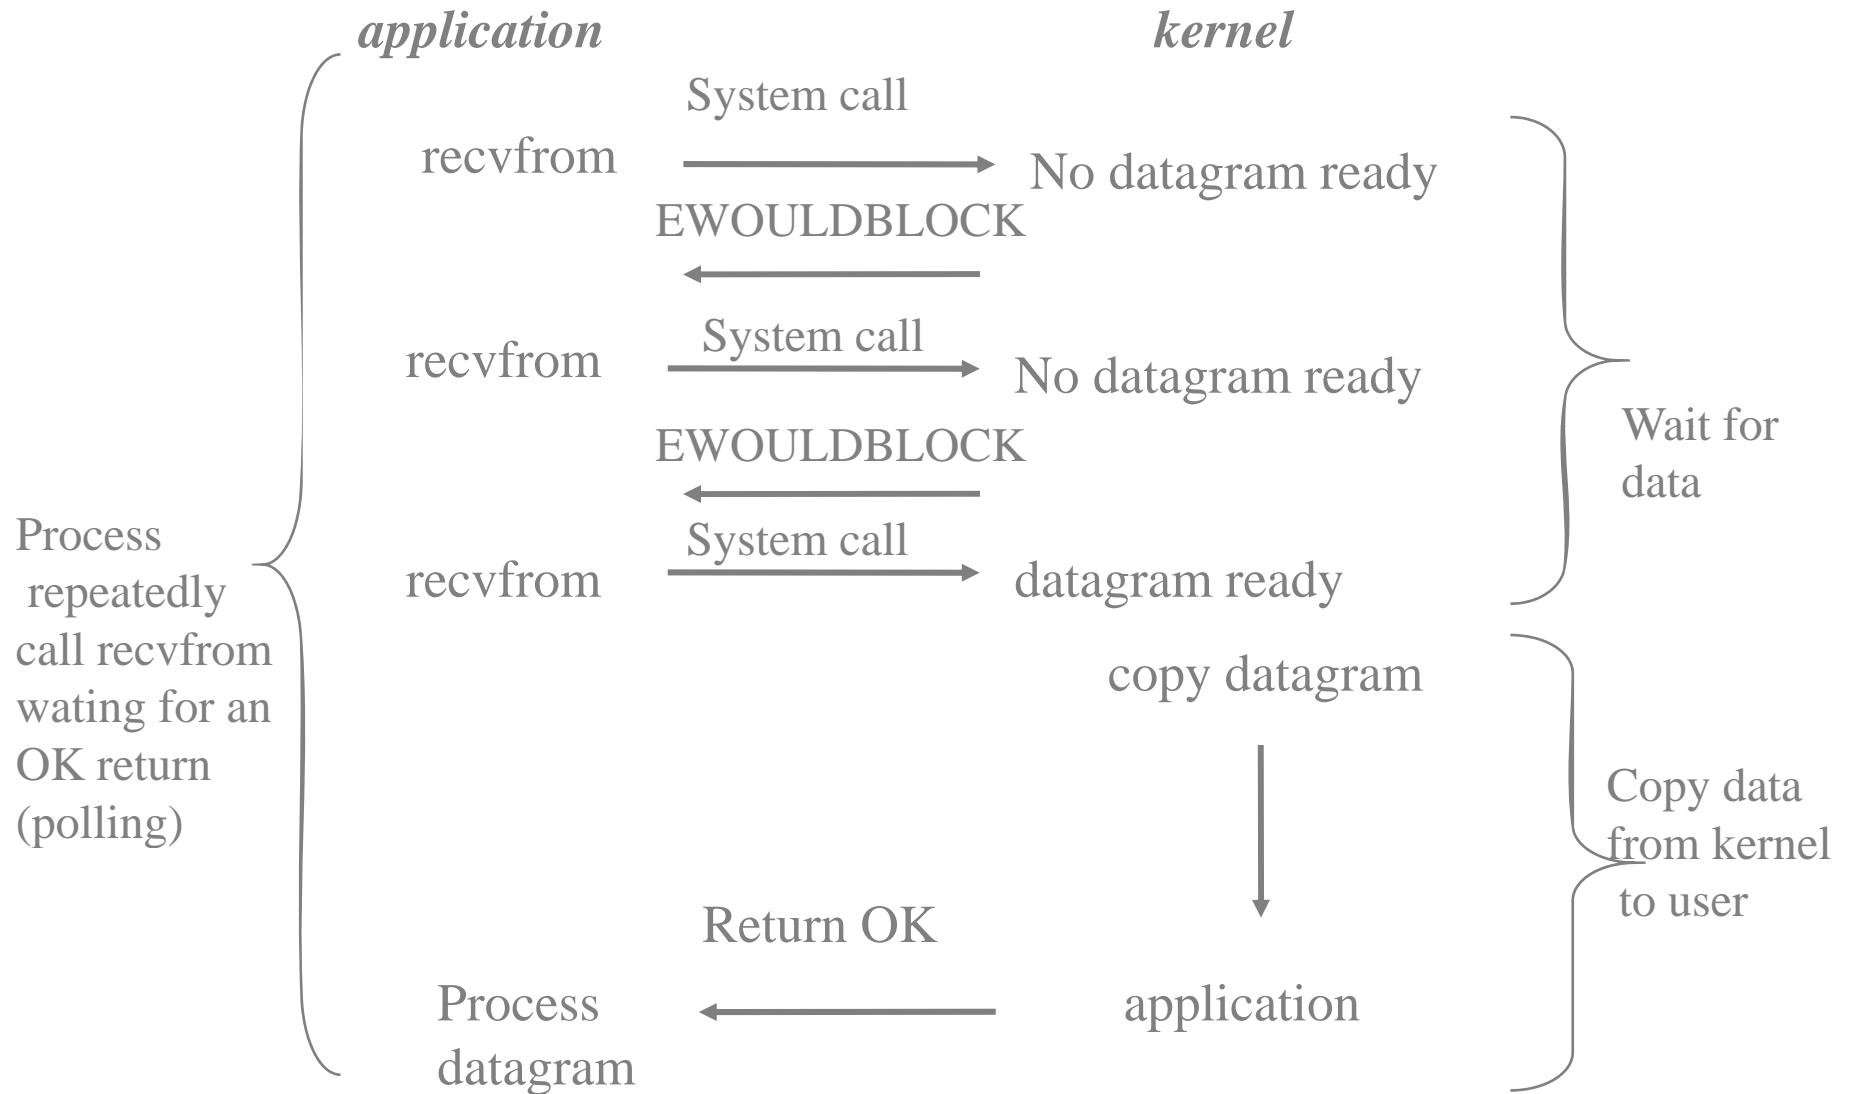 application
kernel
System call
recvfrom
No datagram ready
EWOULDBLOCK
System call
recvfrom
No datagram ready
EWOULDBLOCK
System call
recvfrom
datagram ready
Wait for
data
Process
repeatedly
call recvfrom
wating for an
OK return
(polling)
copy datagram
Copy data
from kernel
to user
Return OK
Process
datagram
application